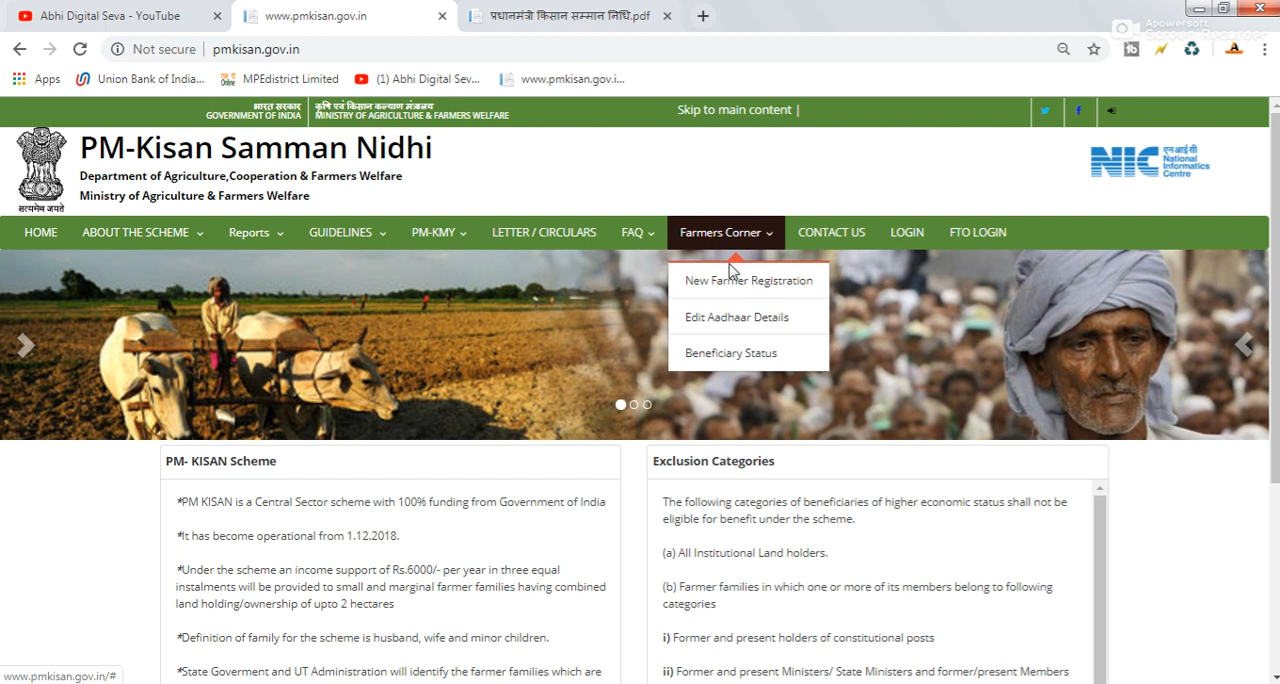 Abhi Digital Seva - YouTube
www.pmkisan.gov.in
प्रधानमंत्री किसान सम्मान निधि.pdf
Apowersoft
Screen Recorder
Not secure
pmkisan.gov.in
Apps
Union Bank of India...
MPEdistrict Limited
(1) Abhi Digital Sev...
www.pmkisan.gov.i...
भारत सरकार
GOVERNMENT OF INDIA
कृषि एवं किसान कल्याण मंत्रालय
MINISTRY OF AGRICULTURE & FARMERS WELFARE
Skip to main content |
PM-Kisan Samman Nidhi
Department of Agriculture,Cooperation & Farmers Welfare
Ministry of Agriculture & Farmers Welfare
सत्यमेव जयते
NIC
एन आई सी
National
Informatics
Centre
HOME
ABOUT THE SCHEME
Reports
GUIDELINES
PM-KMY
LETTER / CIRCULARS
FAQ
Farmers Corner
CONTACT US
LOGIN
FTO LOGIN
New Farmer Registration
Edit Aadhaar Details
Beneficiary Status
PM- KISAN Scheme
*PM KISAN is a Central Sector scheme with 100% funding from Government of India
*It has become operational from 1.12.2018.
*Under the scheme an income support of Rs.6000/- per year in three equal
instalments will be provided to small and marginal farmer families having combined
land holding/ownership of upto 2 hectares
*Definition of family for the scheme is husband, wife and minor children.
*State Goverment and UT Administration will identify the farmer families which are
Exclusion Categories
The following categories of beneficiaries of higher economic status shall not be
eligible for benefit under the scheme.
(a) All Institutional Land holders.
(b) Farmer families in which one or more of its members belong to following
categories
i) Former and present holders of constitutional posts
ii) Former and present Ministers/ State Ministers and former/present Members
www.pmkisan.gov.in/#